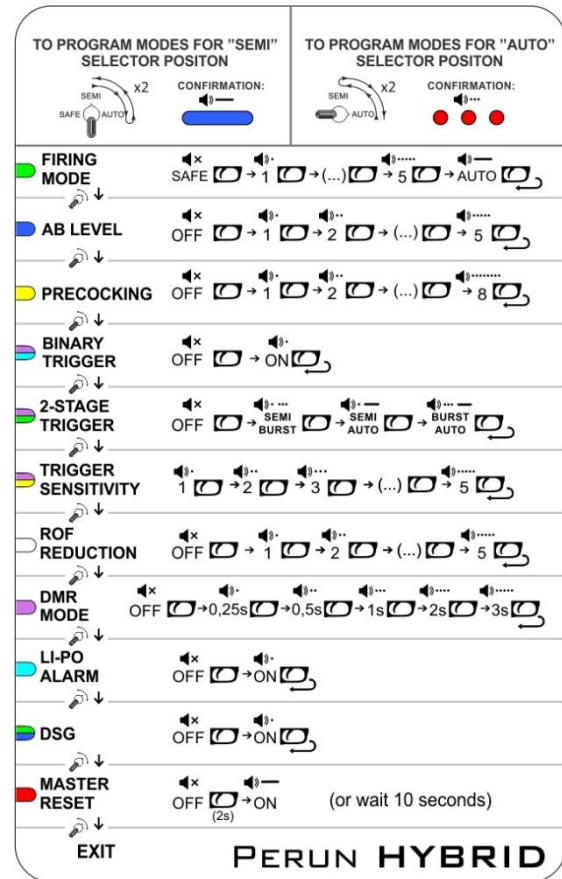 TO PROGRAM MODES FOR "SEMI"
SELECTOR POSITON
SEMI
SAFE
AUTO
x2
CONFIRMATION:
TO PROGRAM MODES FOR "AUTO"
SELECTOR POSITON
SEMI
AUTO
x2
CONFIRMATION:
FIRING
MODE
SAFE → 1 → (...) → 5 → AUTO
AB LEVEL
OFF → 1 → 2 → (...) → 5
PRECOCKING
OFF → 1 → 2 → (...) → 8
BINARY
TRIGGER
OFF → ON
2-STAGE
TRIGGER
OFF → SEMI BURST → SEMI AUTO → BURST AUTO
TRIGGER
SENSITIVITY
1 → 2 → 3 → (...) → 5
ROF
REDUCTION
OFF → 1 → 2 → (...) → 5
DMR
MODE
OFF → 0,25s → 0,5s → 1s → 2s → 3s
LI-PO
ALARM
OFF → ON
DSG
OFF → ON
MASTER
RESET
OFF → ON (or wait 10 seconds)
(2s)
EXIT
PERUN HYBRID